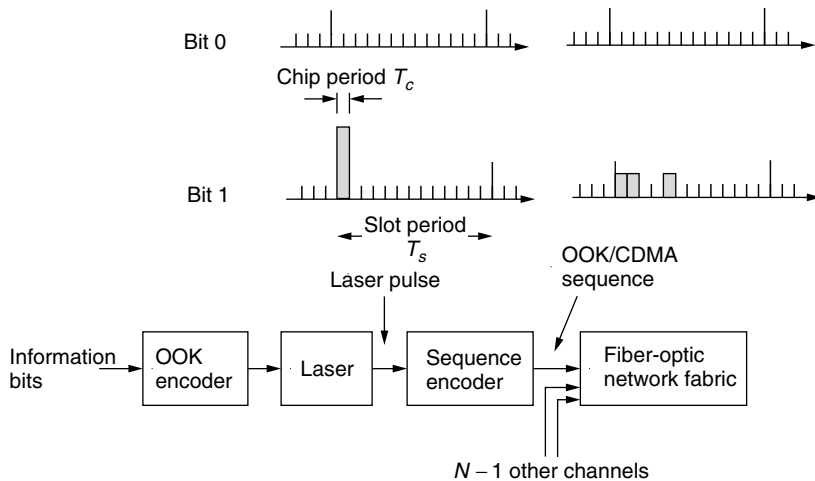 Bit 0
Chip period T_c
Bit 1
Slot period
T_s
Laser pulse
OOK/CDMA
sequence
Information
bits
OOK
encoder
Laser
Sequence
encoder
Fiber-optic
network fabric
N – 1 other channels